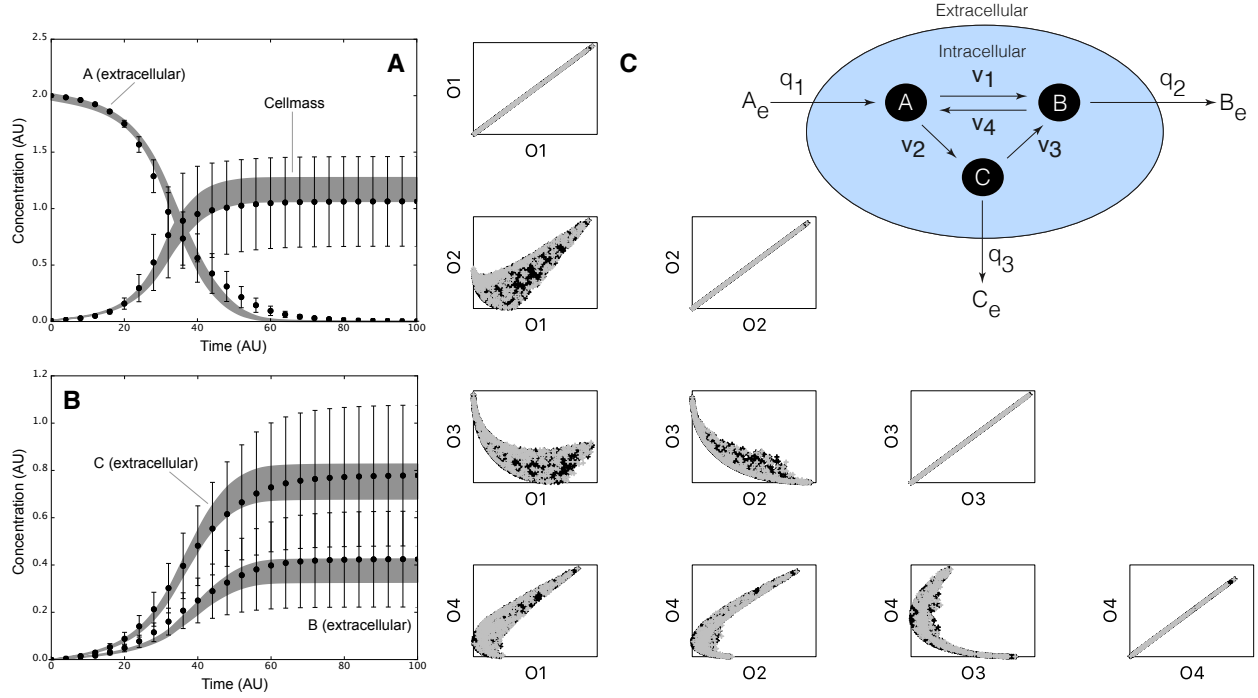 A
2.5
2.0
1.5
1.0
0.5
0.0
0 20 40 60 80 100
Concentration (AU)
Time (AU)
A (extracellular)
Cellmass
B
1.2
1.0
0.8
0.6
0.4
0.2
0.0
0 20 40 60 80 100
Concentration (AU)
Time (AU)
C (extracellular)
B (extracellular)
C
O1
O1
O2
O1
O2
O2
O3
O1
O3
O2
O3
O3
O4
O1
O4
O2
O4
O3
O4
O4
Extracellular
Intracellular
Ae q1 A v1 B q2 Be
v4
v2 v3
C
q3
Ce